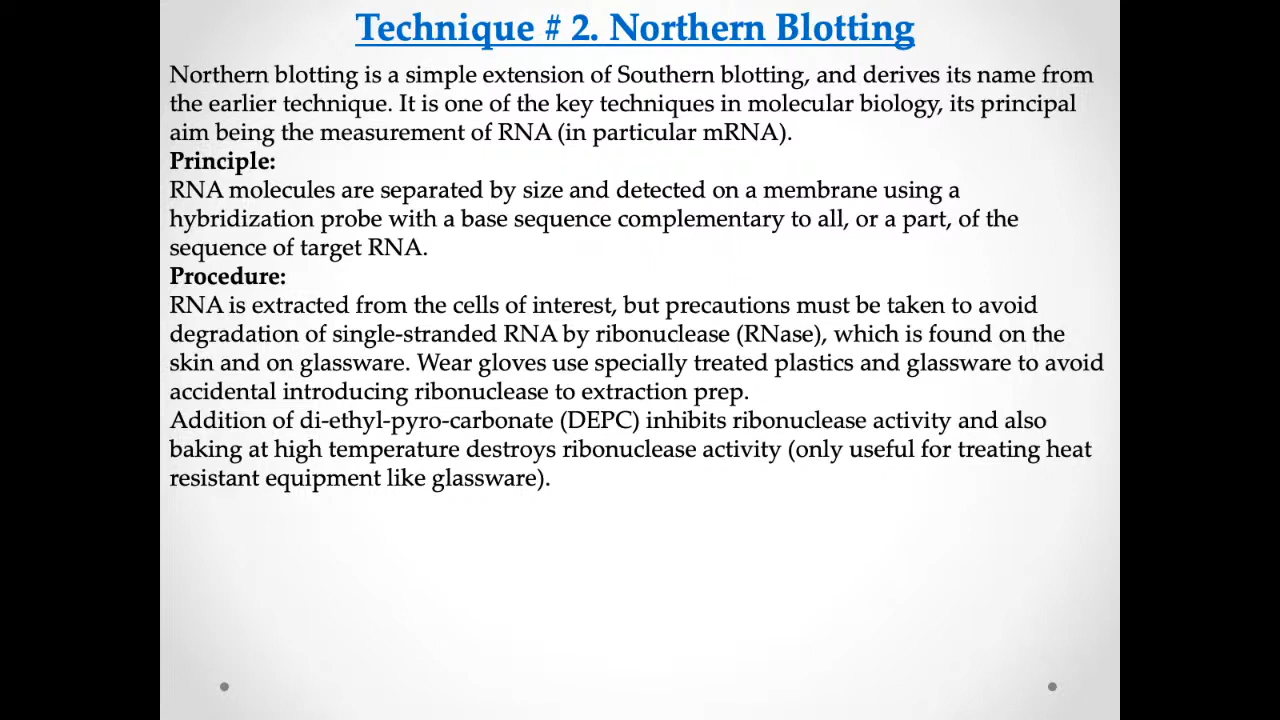 Technique # 2. Northern Blotting
Northern blotting is a simple extension of Southern blotting, and derives its name from
the earlier technique. It is one of the key techniques in molecular biology, its principal
aim being the measurement of RNA (in particular mRNA).
Principle:
RNA molecules are separated by size and detected on a membrane using a
hybridization probe with a base sequence complementary to all, or a part, of the
sequence of target RNA.
Procedure:
RNA is extracted from the cells of interest, but precautions must be taken to avoid
degradation of single-stranded RNA by ribonuclease (RNase), which is found on the
skin and on glassware. Wear gloves use specially treated plastics and glassware to avoid
accidental introducing ribonuclease to extraction prep.
Addition of di-ethyl-pyro-carbonate (DEPC) inhibits ribonuclease activity and also
baking at high temperature destroys ribonuclease activity (only useful for treating heat
resistant equipment like glassware).